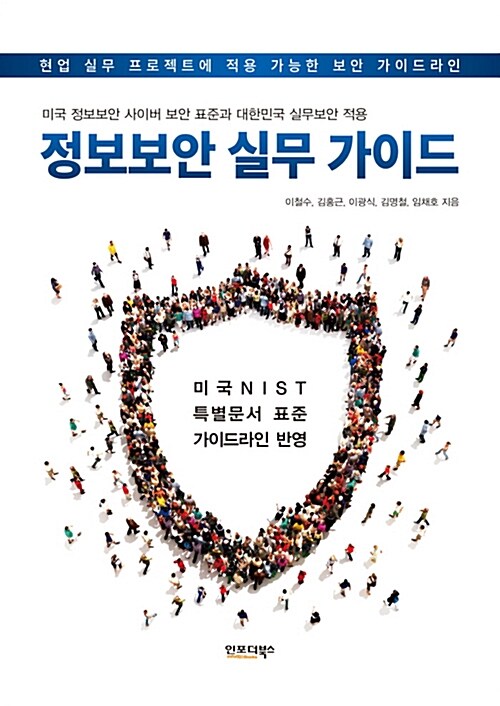 현업 실무 프로젝트에 적용 가능한 보안 가이드라인
미국 정보보안 사이버 보안 표준과 대한민국 실무보안 적용
정보보안 실무 가이드
이철수, 김홍근, 이광식, 김명철, 임채호 지음
미국NIST
특별문서 표준
가이드라인 반영
인포더북스